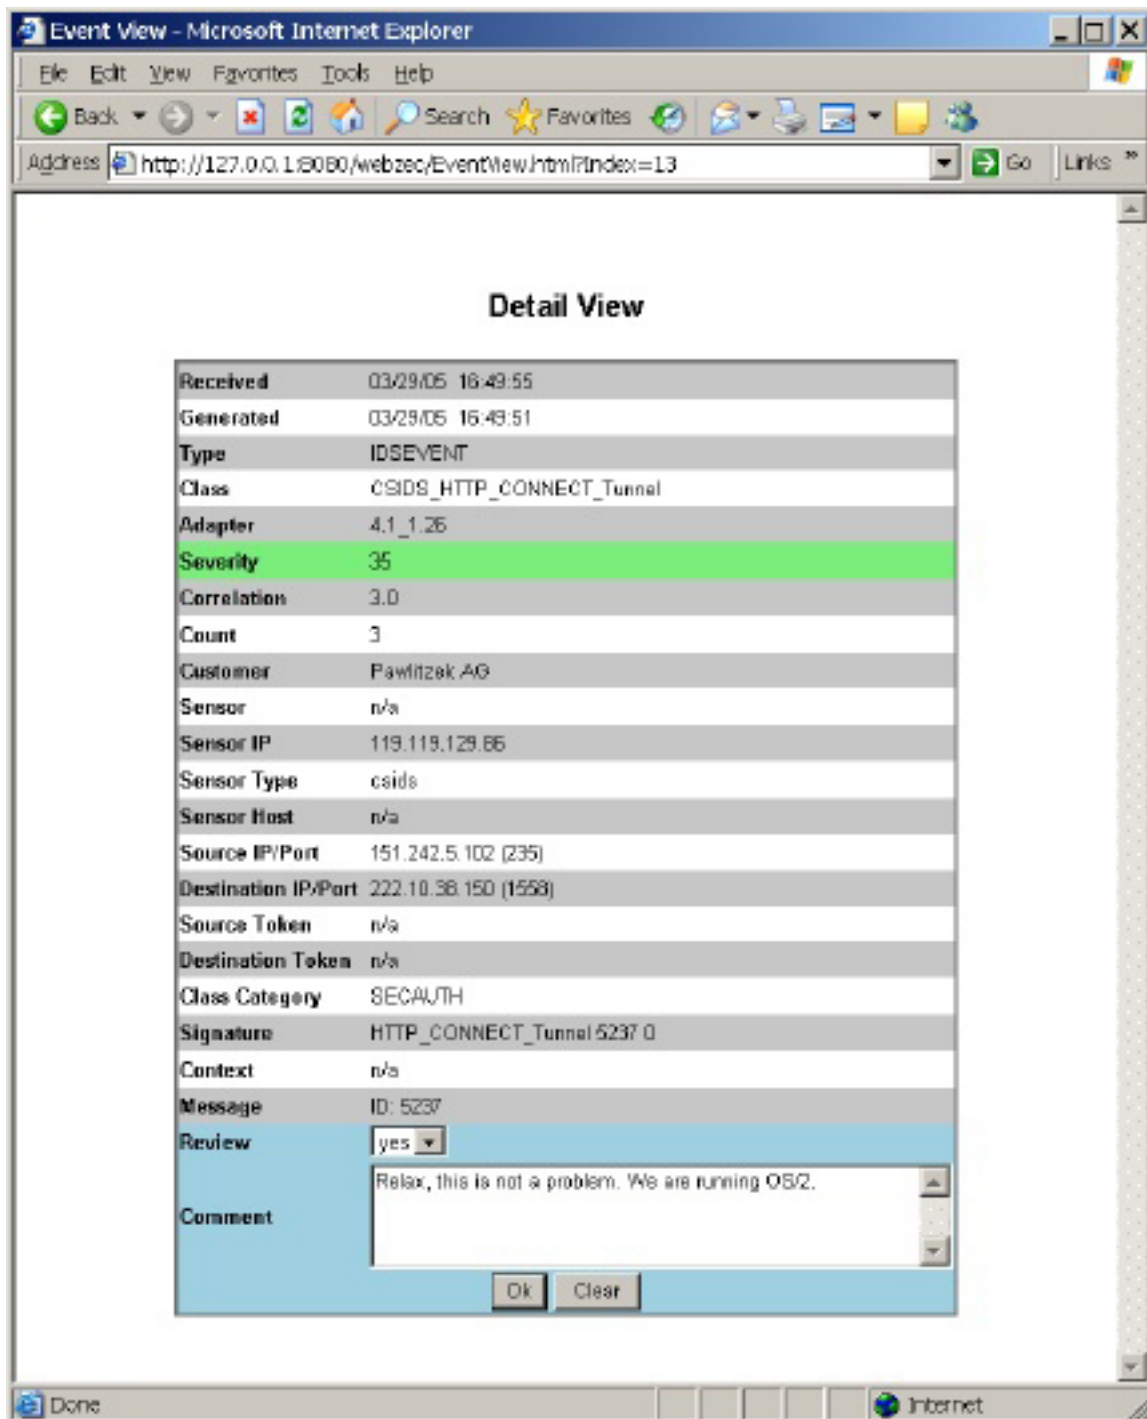 Event View - Microsoft Internet Explorer
File Edit View Favorites Tools Help
Back Search Favorites
Address http://127.0.0.1:8080/webzec/EventView.html?index=13 Go Links »
Detail View
Received 03/29/05 16:49:55
Generated 03/29/05 16:49:51
Type IDSEVENT
Class CSIDS_HTTP_CONNECT_Tunnel
Adapter 4.1_1.26
Severity 35
Correlation 3.0
Count 3
Customer Pawlitzek AG
Sensor n/a
Sensor IP 119.119.129.86
Sensor Type csids
Sensor Host n/a
Source IP/Port 151.242.5.102 (235)
Destination IP/Port 222.10.38.150 (1558)
Source Token n/a
Destination Token n/a
Class Category SECAUTH
Signature HTTP_CONNECT_Tunnel 5237 0
Context n/a
Message ID: 5237
Review yes
Relax, this is not a problem. We are running OS/2.
Comment
Ok Clear
Done Internet